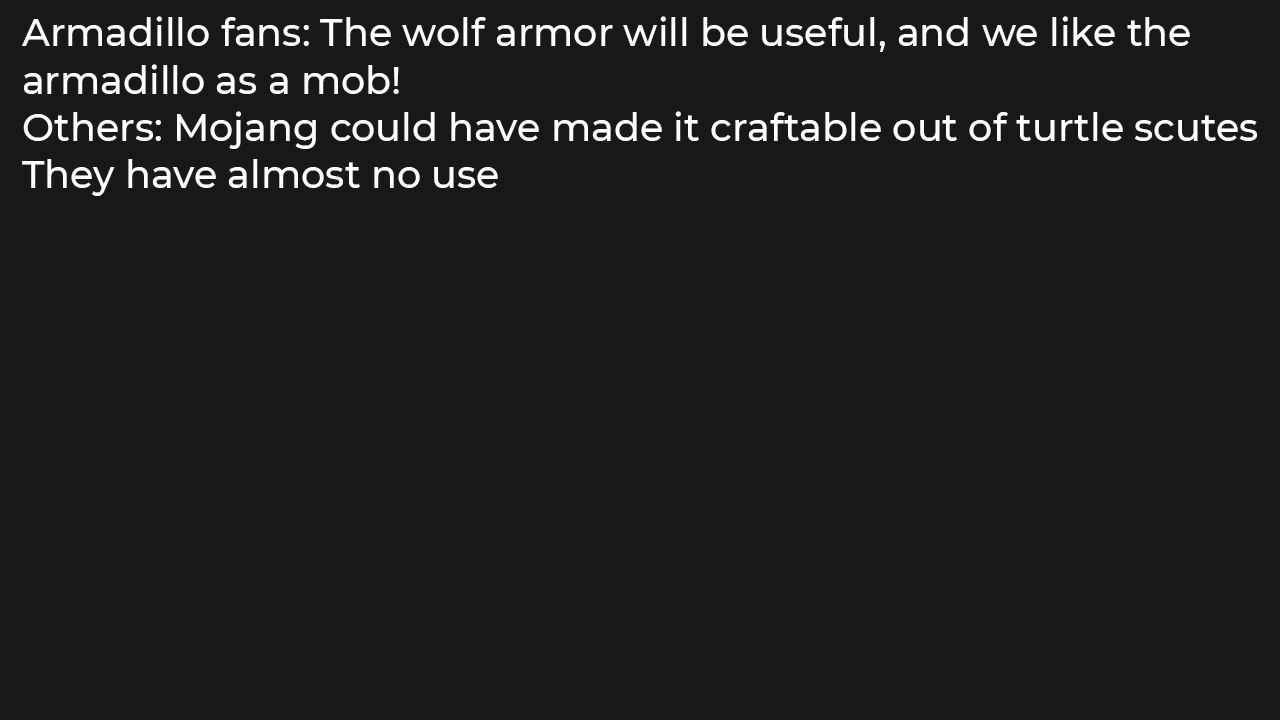 Armadillo fans: The wolf armor will be useful, and we like the
armadillo as a mob!
Others: Mojang could have made it craftable out of turtle scutes
They have almost no use